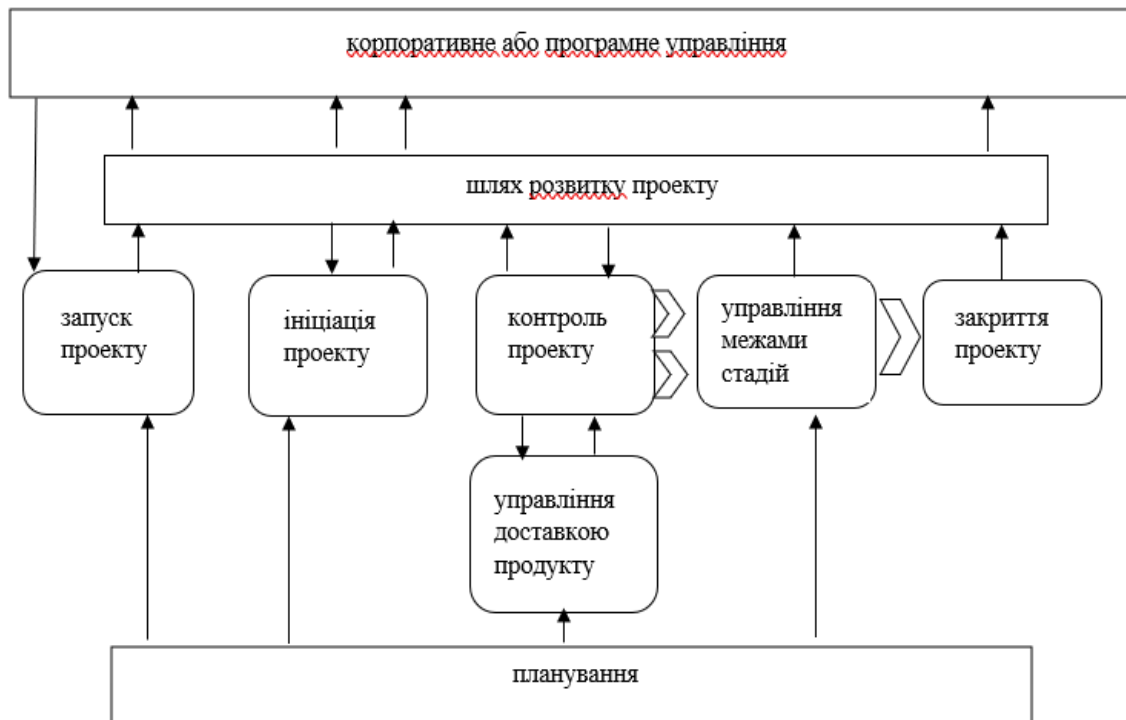 корпоративне або програмне управління
шлях розвитку проекту
запуск
проекту
ініціація
проекту
контроль
проекту
управління
межами
стадій
закриття
проекту
управління
доставкою
продукту
планування